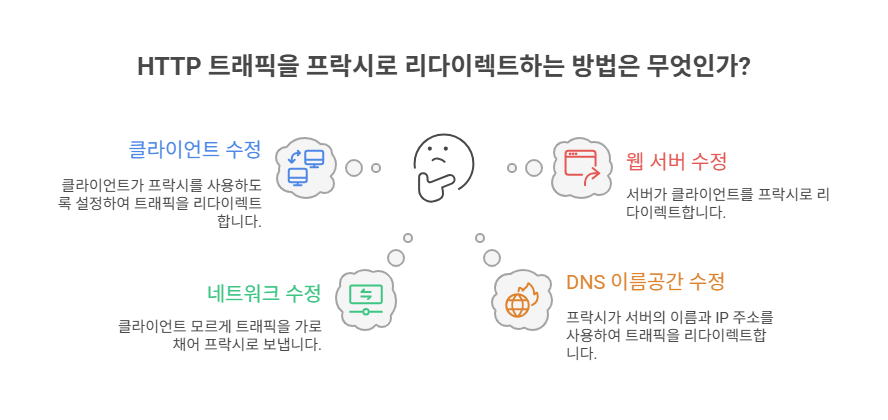 HTTP 트래픽을 프락시로 리다이렉트하는 방법은 무엇인가?
클라이언트 수정
클라이언트가 프락시를 사용하도
록 설정하여 트래픽을 리다이렉트
합니다.
웹 서버 수정
서버가 클라이언트를 프락시로 리
다이렉트합니다.
네트워크 수정
클라이언트 모르게 트래픽을 가로
채어 프락시로 보냅니다.
DNS 이름공간 수정
프락시가 서버의 이름과 IP 주소를
사용하여 트래픽을 리다이렉트합
니다.